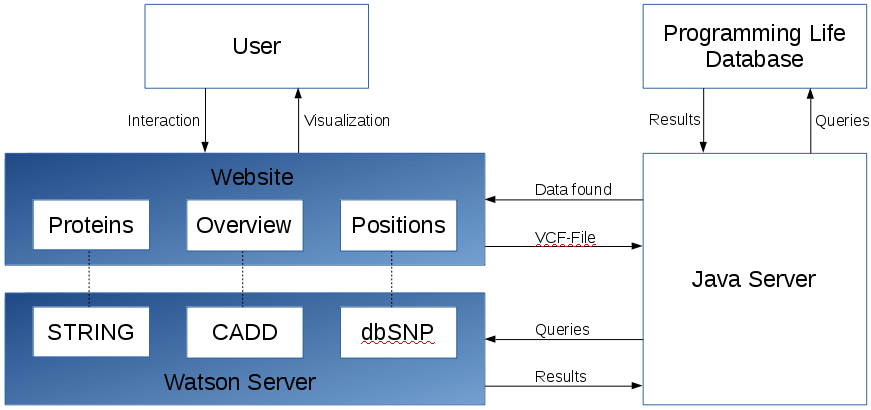 User
Programming Life
Database
Interaction
Visualization
Results
Queries
Website
Proteins
Overview
Positions
Data found
VCF-File
Java Server
STRING
CADD
dbSNP
Queries
Watson Server
Results